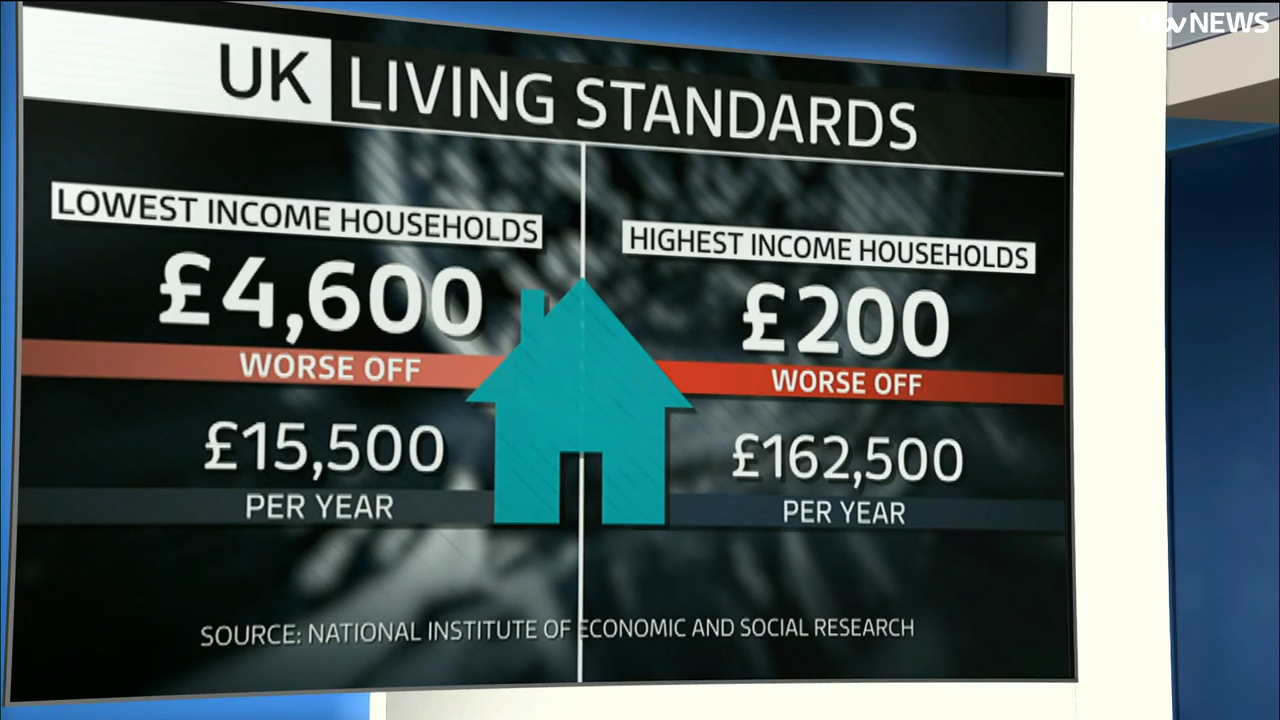 itv NEWS
UK LIVING STANDARDS
LOWEST INCOME HOUSEHOLDS
£4,600
WORSE OFF
£15,500
PER YEAR
HIGHEST INCOME HOUSEHOLDS
£200
WORSE OFF
£162,500
PER YEAR
SOURCE: NATIONAL INSTITUTE OF ECONOMIC AND SOCIAL RESEARCH